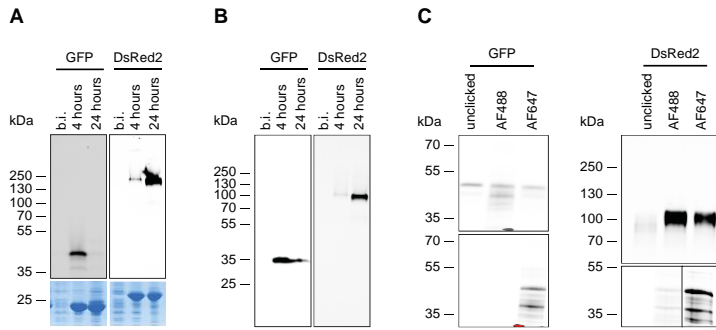 A
GFP
DsRed2
b.i.
4 hours
24 hours
b.i.
4 hours
24 hours
kDa
250
130
100
70
55
35
25
B
GFP
DsRed2
b.i.
4 hours
24 hours
b.i.
4 hours
24 hours
kDa
250
130
100
70
55
35
25
C
GFP
unclicked
AF488
AF647
kDa
70
55
35
70
55
35
DsRed2
unclicked
AF488
AF647
kDa
250
130
100
70
55
35